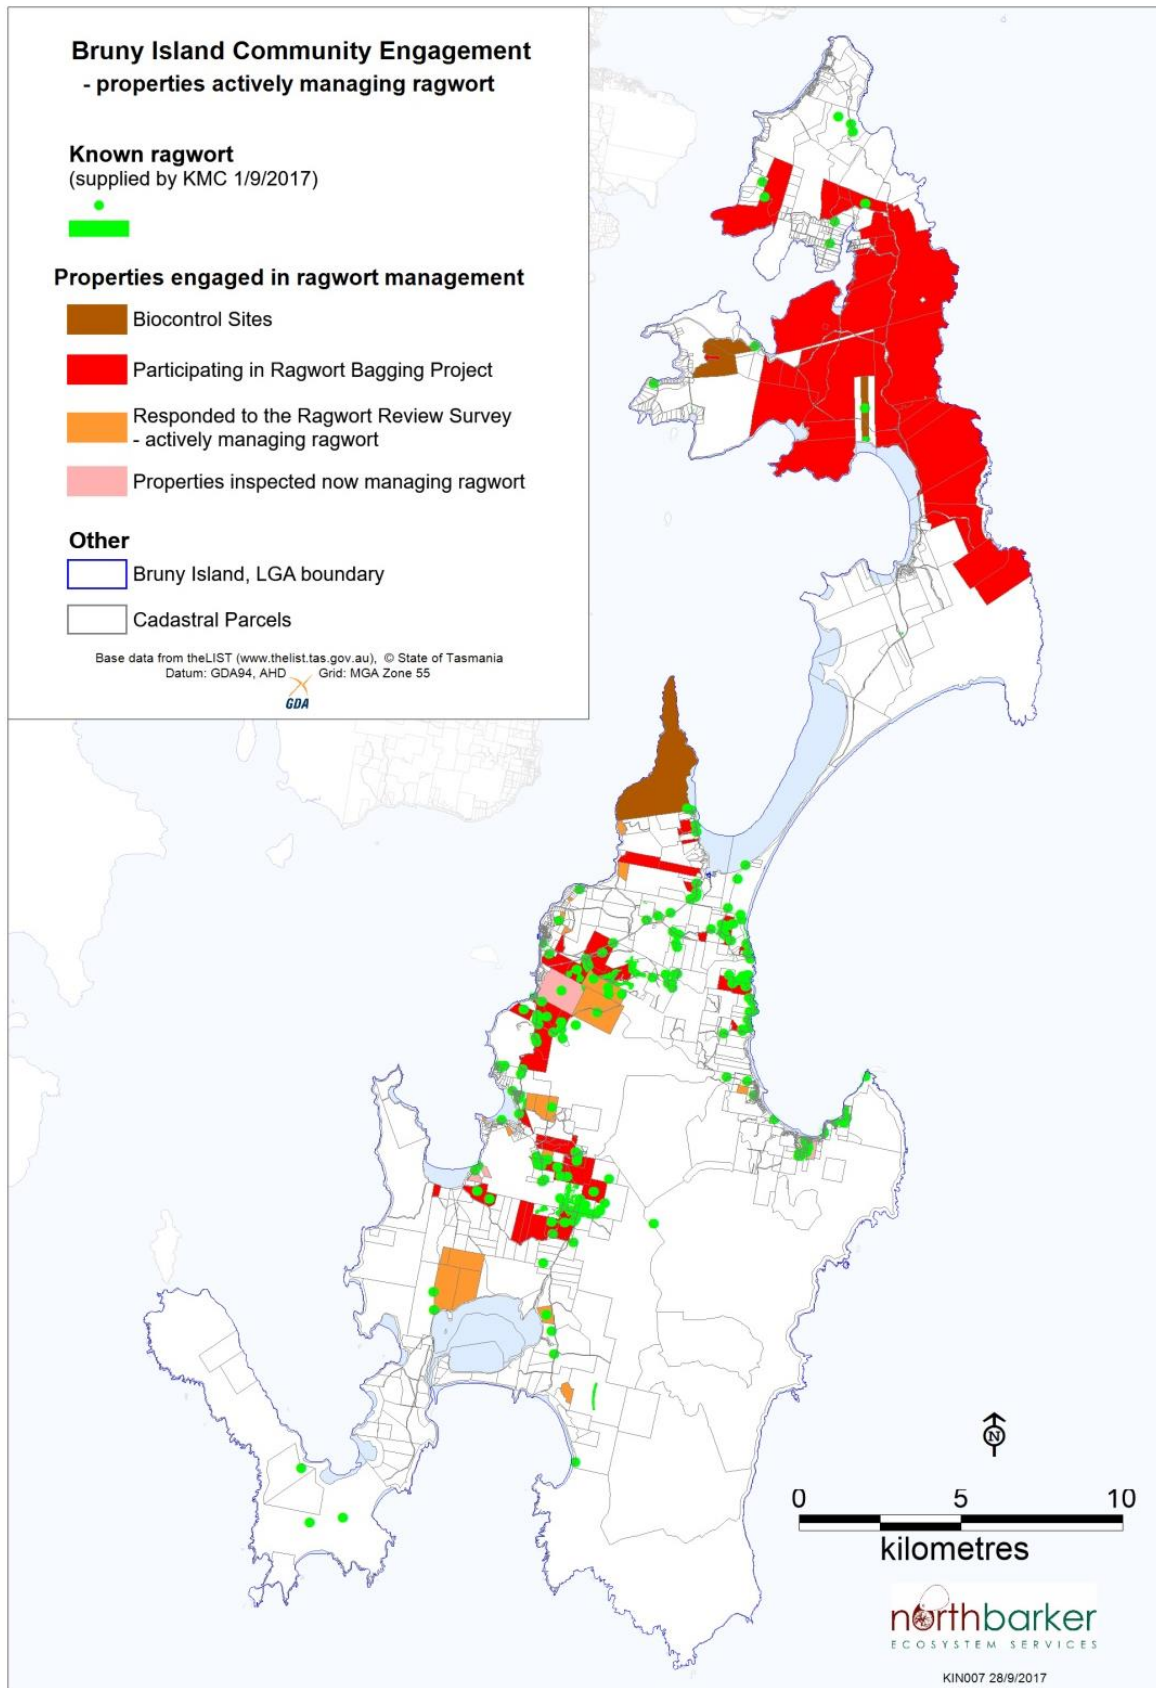 Bruny Island Community Engagement
- properties actively managing ragwort
Known ragwort
(supplied by KMC 1/9/2017)
Properties engaged in ragwort management
Biocontrol Sites
Participating in Ragwort Bagging Project
Responded to the Ragwort Review Survey
- actively managing ragwort
Properties inspected now managing ragwort
Other
Bruny Island, LGA boundary
Cadastral Parcels
Base data from theLIST (www.thelist.tas.gov.au), © State of Tasmania
Datum: GDA94, AHD Grid: MGA Zone 55
GDA
N
0 5 10
kilometres
northbarker
ECOSYSTEM SERVICES
KIN007 28/9/2017